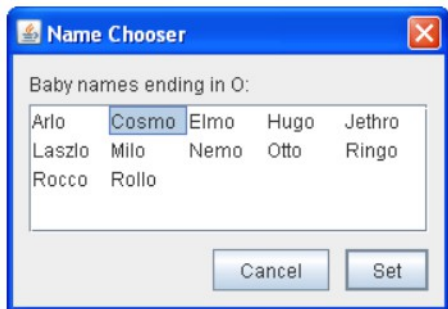 Name Chooser
Baby names ending in O:
Arlo Cosmo Elmo Hugo Jethro
Laszlo Milo Nemo Otto Ringo
Rocco Rollo
Cancel Set